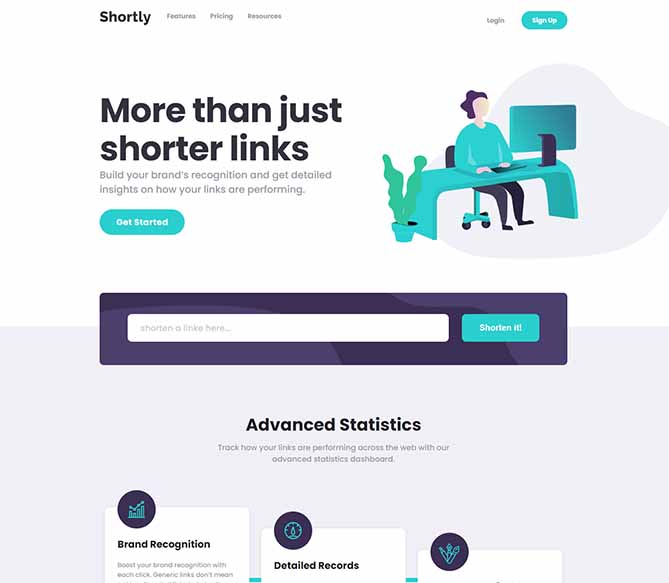 Shortly Features Pricing Resources Login Sign Up
More than just
shorter links
Build your brand's recognition and get detailed
insights on how your links are performing.
Get Started
shorten a linke here... Shorten it!
Advanced Statistics
Track how your links are performing across the web with our
advanced statistics dashboard.
Brand Recognition
Boost your brand recognition with
each click. Generic links don't mean
Detailed Records